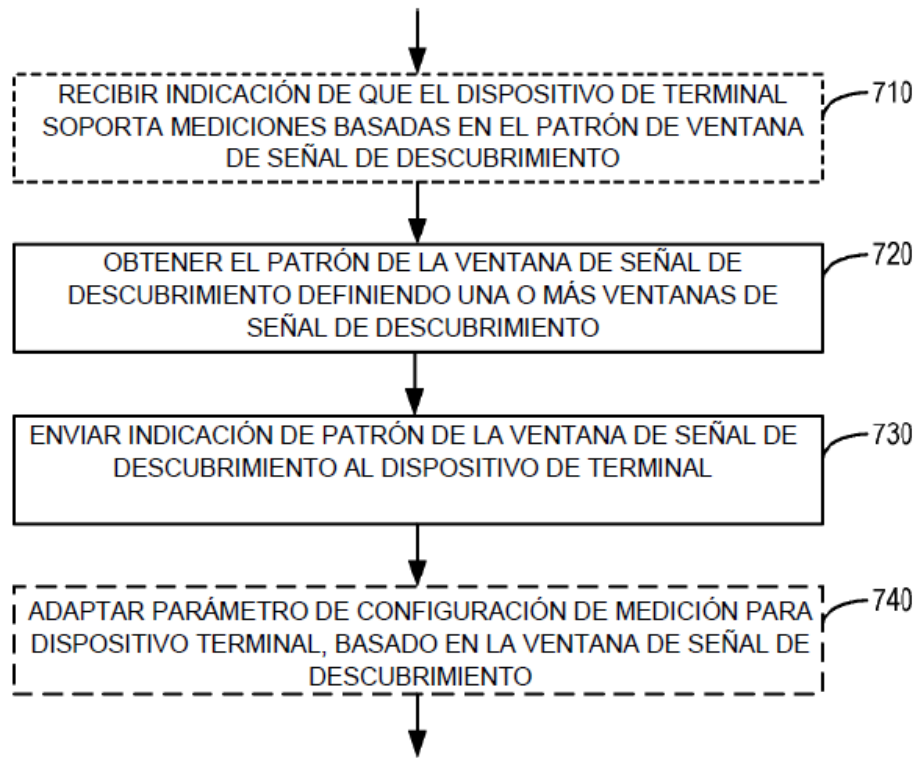 RECIBIR INDICACIÓN DE QUE EL DISPOSITIVO DE TERMINAL
SOPORTA MEDICIONES BASADAS EN EL PATRÓN DE VENTANA
DE SEÑAL DE DESCUBRIMIENTO
710
OBTENER EL PATRÓN DE LA VENTANA DE SEÑAL DE
DESCUBRIMIENTO DEFINIENDO UNA O MÁS VENTANAS DE
SEÑAL DE DESCUBRIMIENTO
720
ENVIAR INDICACIÓN DE PATRÓN DE LA VENTANA DE SEÑAL DE
DESCUBRIMIENTO AL DISPOSITIVO DE TERMINAL
730
ADAPTAR PARÁMETRO DE CONFIGURACIÓN DE MEDICIÓN PARA
DISPOSITIVO TERMINAL, BASADO EN LA VENTANA DE SEÑAL DE
DESCUBRIMIENTO
740